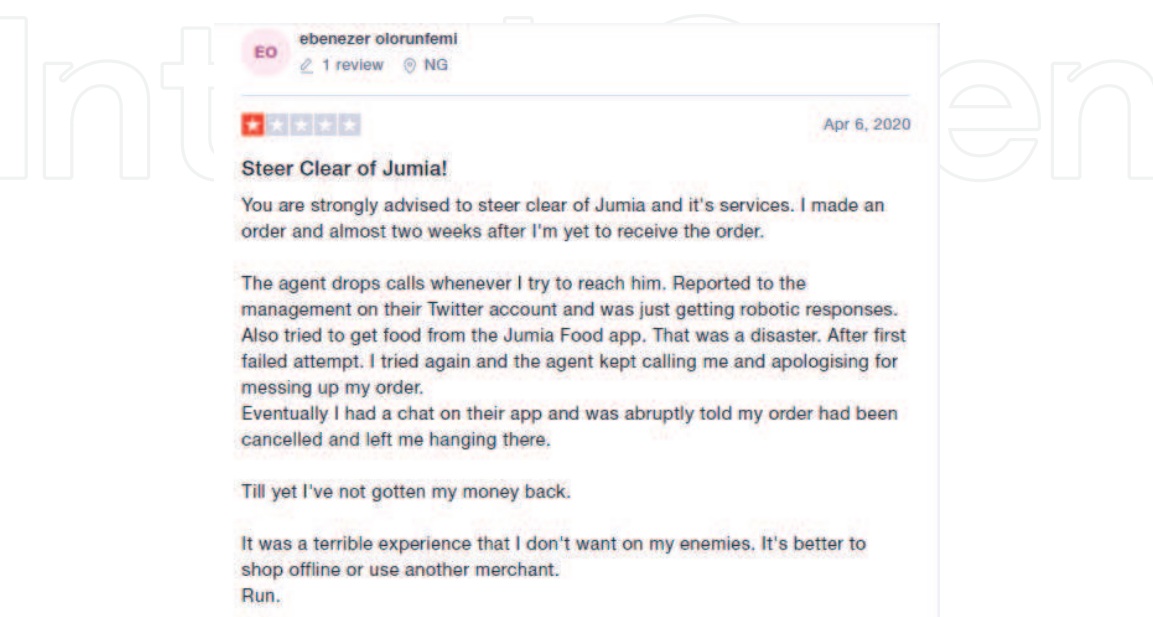 ebenezer olorunfemi
EO
1 review NG
Apr 6, 2020
Steer Clear of Jumia!
You are strongly advised to steer clear of Jumia and it's services. I made an
order and almost two weeks after I'm yet to receive the order.
The agent drops calls whenever I try to reach him. Reported to the
management on their Twitter account and was just getting robotic responses.
Also tried to get food from the Jumia Food app. That was a disaster. After first
failed attempt. I tried again and the agent kept calling me and apologising for
messing up my order.
Eventually I had a chat on their app and was abruptly told my order had been
cancelled and left me hanging there.
Till yet I've not gotten my money back.
It was a terrible experience that I don't want on my enemies. It's better to
shop offline or use another merchant.
Run.